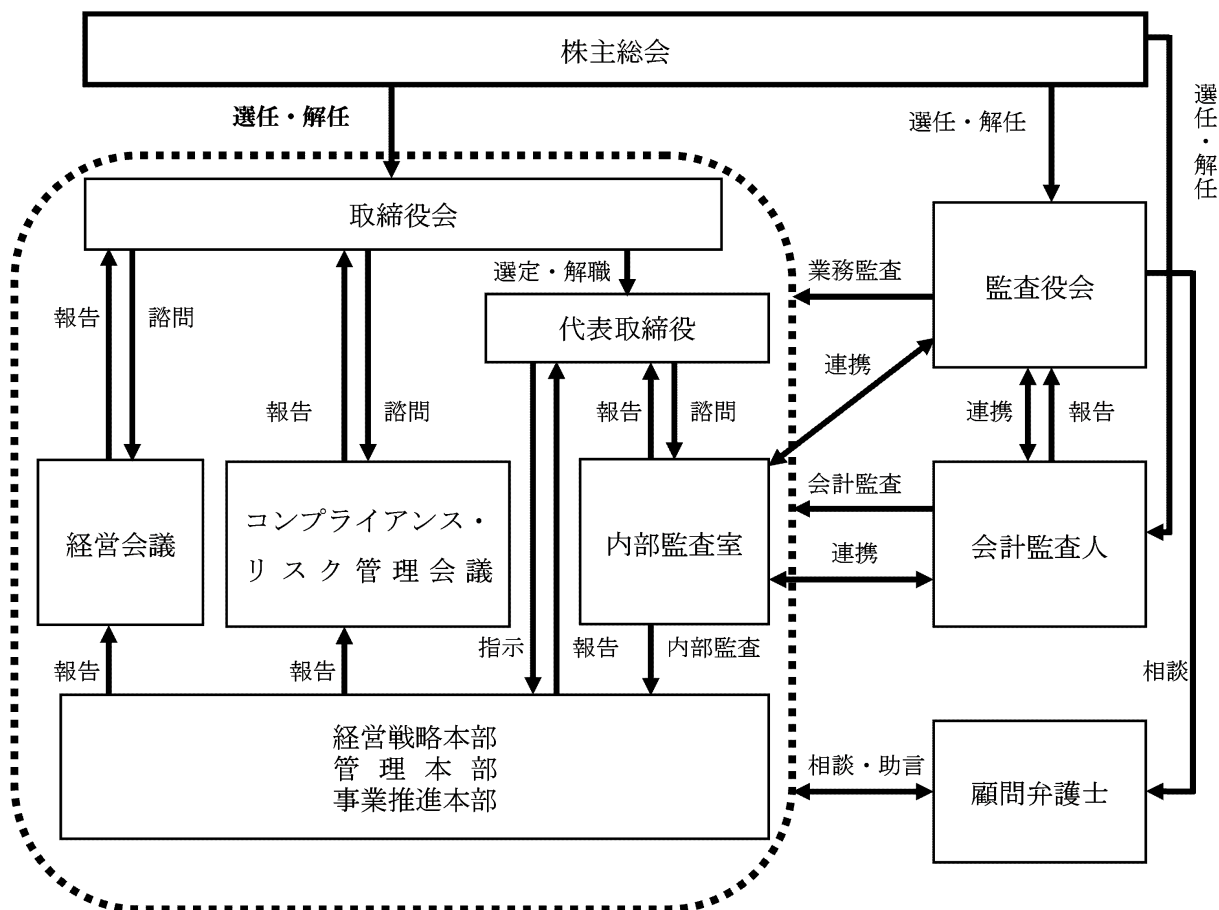 株主総会
選任・解任
選任・解任
選任・解任
取締役会
選定・解職
業務監査
監査役会
報告
諮問
代表取締役
連携
報告
諮問
報告
諮問
連携
報告
経営会議
コンプライアンス・
リスク管理会議
内部監査室
会計監査
連携
会計監査人
報告
報告
指示
報告
内部監査
相談
経営戦略本部
管理本部
事業推進本部
相談・助言
顧問弁護士